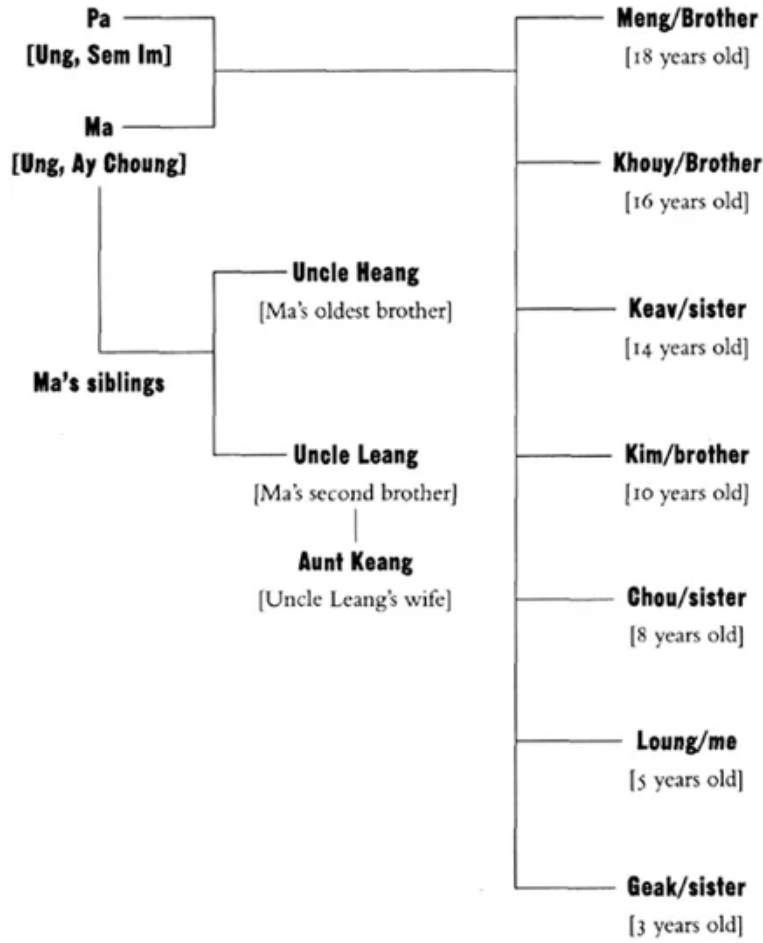 Pa
[Ung, Sem Im]
Ma
[Ung, Ay Choung]
Ma's siblings
Uncle Heang
[Ma's oldest brother]
Uncle Leang
[Ma's second brother]
Aunt Keang
[Uncle Leang's wife]
Meng/Brother
[18 years old]
Khouy/Brother
[16 years old]
Keav/sister
[14 years old]
Kim/brother
[10 years old]
Chou/sister
[8 years old]
Loung/me
[5 years old]
Geak/sister
[3 years old]